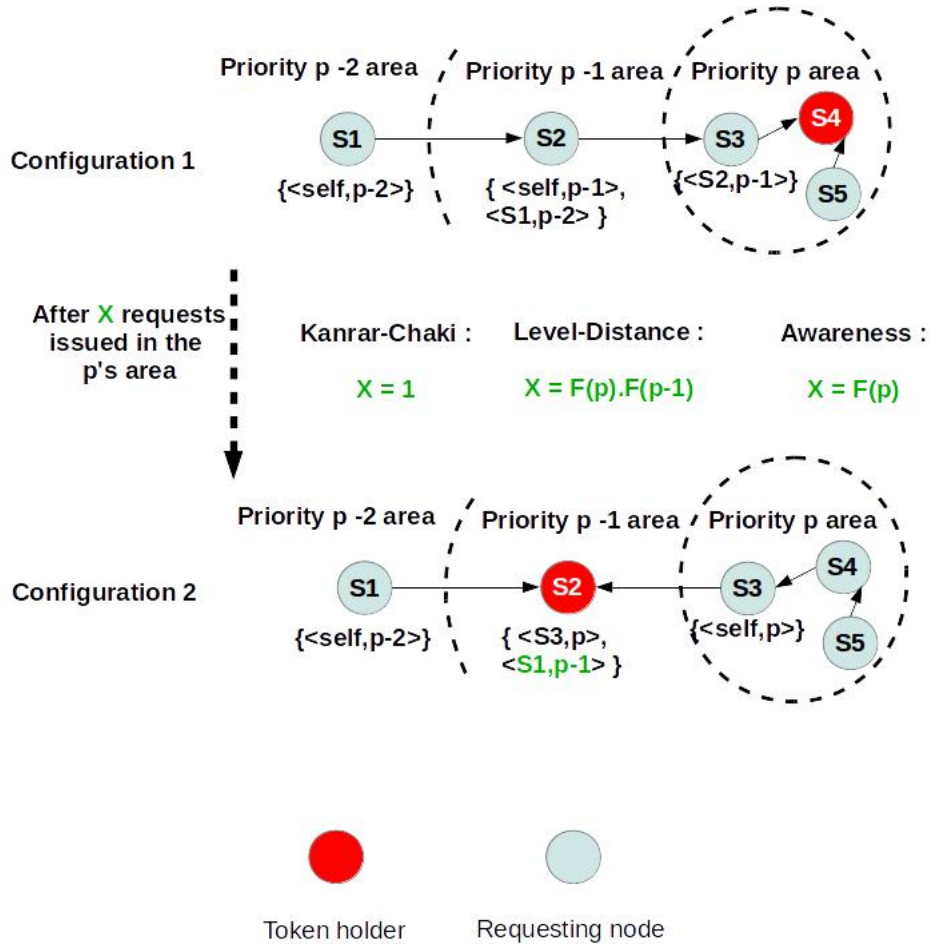 Priority p -2 area
Priority p -1 area
Priority p area
S1
S2
S3
S4
S5
Configuration 1
{<self,p-2>}
{ <self,p-1>,
<S1,p-2> }
{<S2,p-1>}
After X requests
issued in the
p's area
Kanrar-Chaki :
Level-Distance :
Awareness :
X = 1
X = F(p).F(p-1)
X = F(p)
Priority p -2 area
Priority p -1 area
Priority p area
S1
S2
S3
S4
S5
Configuration 2
{<self,p-2>}
{ <S3,p>,
<S1,p-1> }
{<self,p>}
Token holder
Requesting node